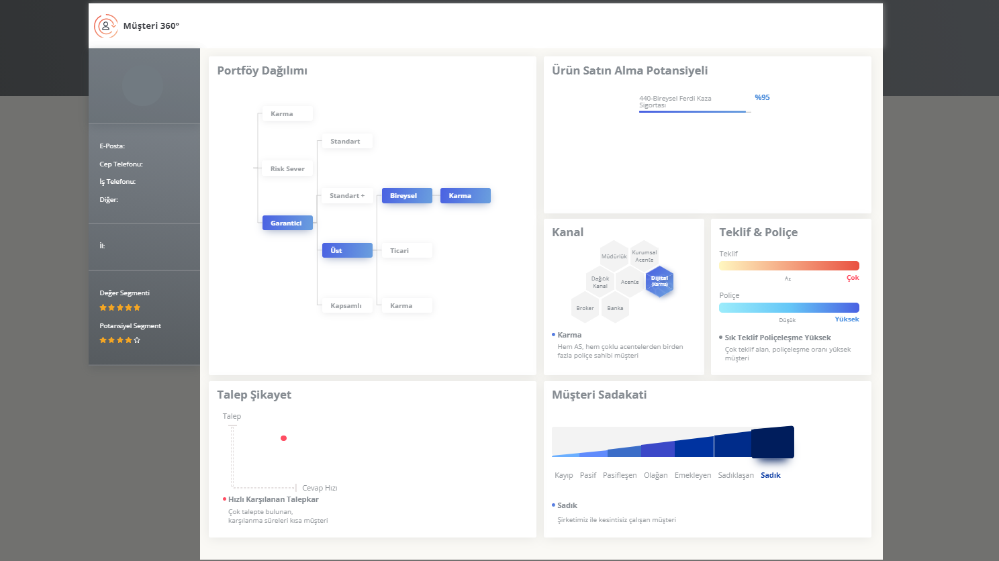 Müşteri 360°
E-Posta:
Cep Telefonu:
İş Telefonu:
Diğer:
İl:
Değer Segmenti
Potansiyel Segment
Portföy Dağılımı
Karma
Standart
Risk Sever
Standart +
Bireysel
Karma
Garantici
Üst
Ticari
Kapsamlı
Karma
Ürün Satın Alma Potansiyeli
440-Bireysel Ferdi Kaza
Sigortası
%95
Kanal
Müdürlük
Kurumsal
Acente
Dağıtık
Kanal
Acente
Dijital
(Karma)
Broker
Banka
Karma
Hem AS, hem çoklu acentelerden birden
fazla poliçe sahibi müşteri
Teklif & Poliçe
Teklif
Az
Çok
Poliçe
Düşük
Yüksek
Sık Teklif Poliçeleşme Yüksek
Çok teklif alan, poliçeleşme oranı yüksek
müşteri
Talep Şikayet
Talep
Cevap Hızı
Hızlı Karşılanan Talepkar
Çok talepte bulunan,
karşılanma süreleri kısa müşteri
Müşteri Sadakati
Kayıp Pasif Pasifleşen Olağan Emekleyen Sadıklaşan Sadık
Sadık
Şirketimiz ile kesintisiz çalışan müşteri